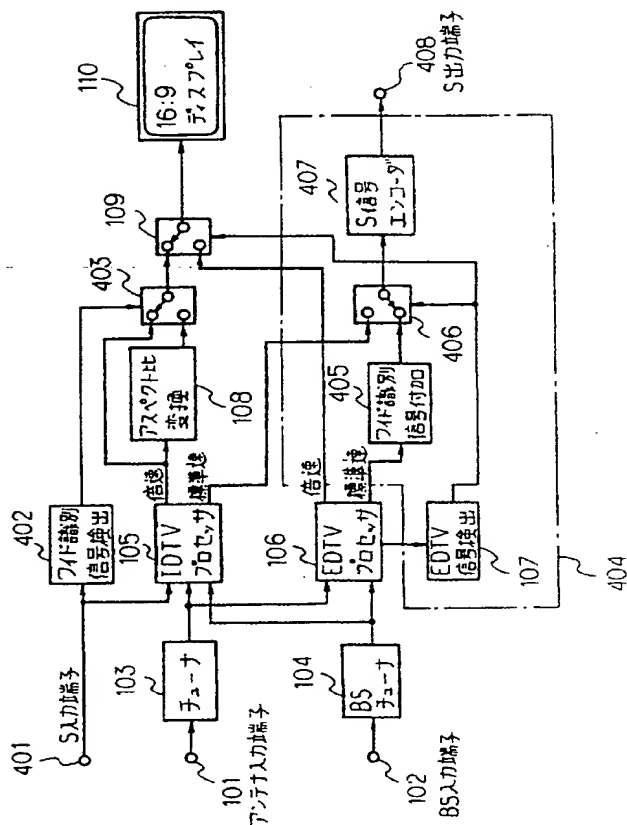 401
S入力端子
402
ワイド識別
信号検出
101
アンテナ入力端子
103
チューナ
102
BS入力端子
104
BS
チューナ
105
IDTV
プロセッサ
倍速
標準速
106
EDTV
プロセッサ
倍速
標準速
107
EDTV
信号検出
108
アスペクト比
変換
403
109
110
16:9
ディスプレイ
404
405
ワイド識別
信号付加
406
407
S信号
エンコーダ
408
S出力端子